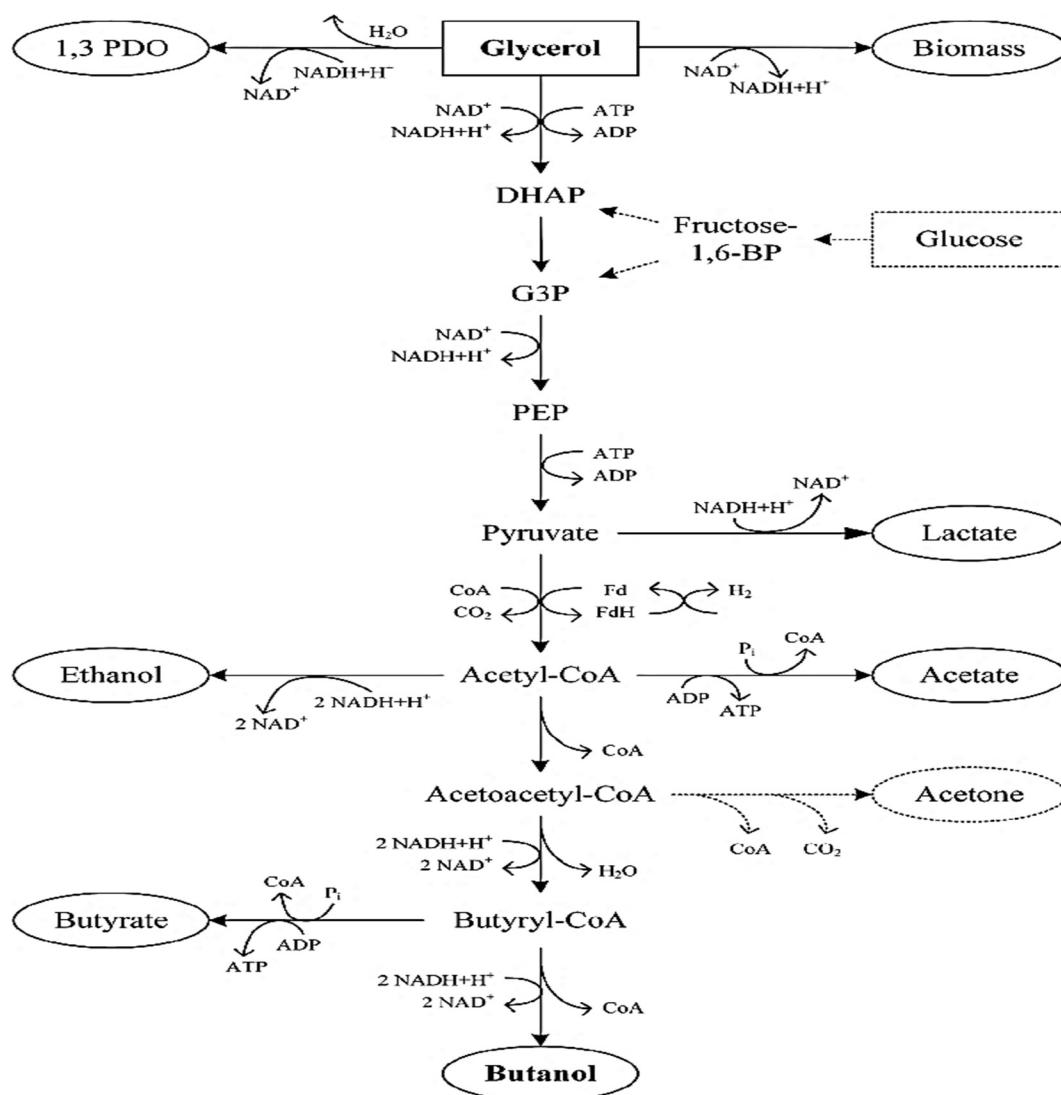 1,3 PDO
H₂O
Glycerol
Biomass
NADH+H⁻
NAD⁺
NAD⁺
NADH+H⁺
NAD⁺
NADH+H⁺
ATP
ADP
DHAP
Fructose-
1,6-BP
Glucose
G3P
NAD⁺
NADH+H⁺
PEP
ATP
ADP
NADH+H⁺
NAD⁺
Pyruvate
Lactate
CoA
CO₂
Fd
FdH
H₂
Ethanol
2 NADH+H⁺
2 NAD⁺
Acetyl-CoA
Pᵢ
CoA
ADP
ATP
Acetate
CoA
Acetoacetyl-CoA
Acetone
CoA
CO₂
2 NADH+H⁺
2 NAD⁺
H₂O
Butyrate
CoA
Pᵢ
ATP
ADP
Butyryl-CoA
2 NADH+H⁺
2 NAD⁺
CoA
Butanol